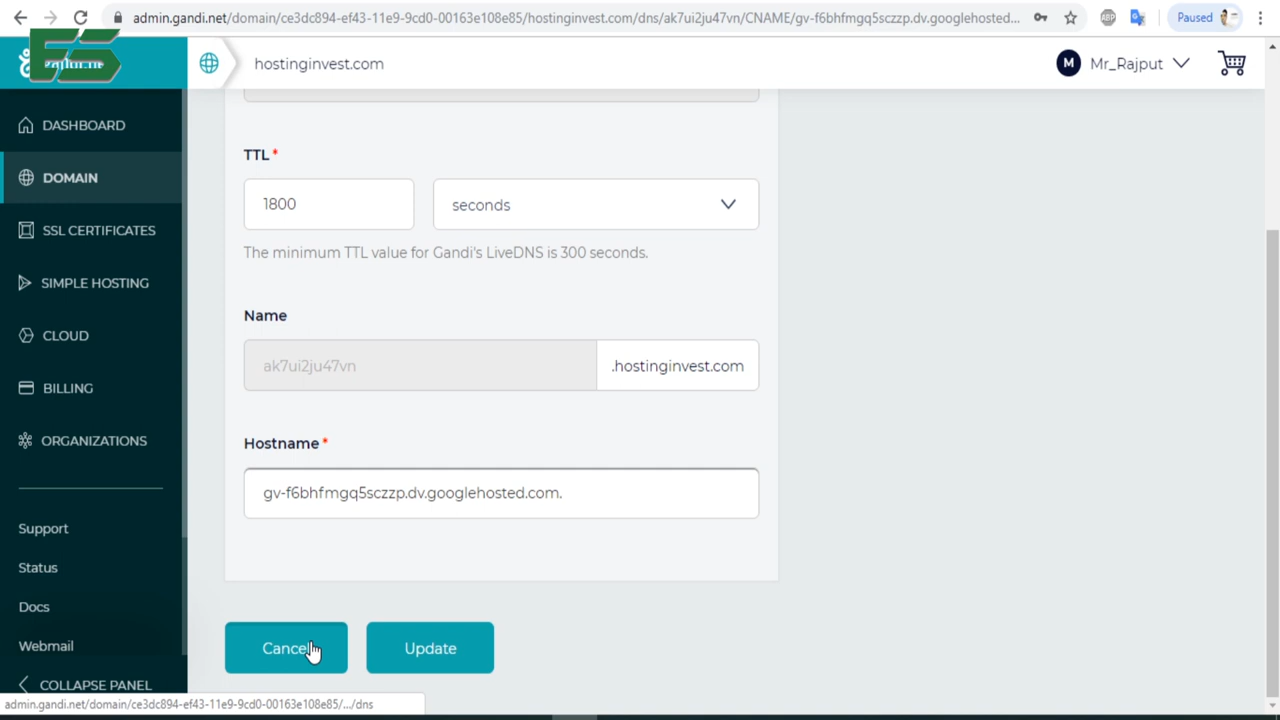 admin.gandi.net/domain/ce3dc894-ef43-11e9-9cd0-00163e108e85/hostinginvest.com/dns/ak7ui2ju47vn/CNAME/gv-f6bhfmgq5sczzp.dv.googlehosted.com...
ABP
Paused
ES
hostinginvest.com
M
Mr_Rajput
DASHBOARD
DOMAIN
SSL CERTIFICATES
SIMPLE HOSTING
CLOUD
BILLING
ORGANIZATIONS
Support
Status
Docs
Webmail
COLLAPSE PANEL
TTL *
1800
seconds
The minimum TTL value for Gandi's LiveDNS is 300 seconds.
Name
ak7ui2ju47vn
.hostinginvest.com
Hostname *
gv-f6bhfmgq5sczzp.dv.googlehosted.com.
Cancel
Update
admin.gandi.net/domain/ce3dc894-ef43-11e9-9cd0-00163e108e85/.../dns